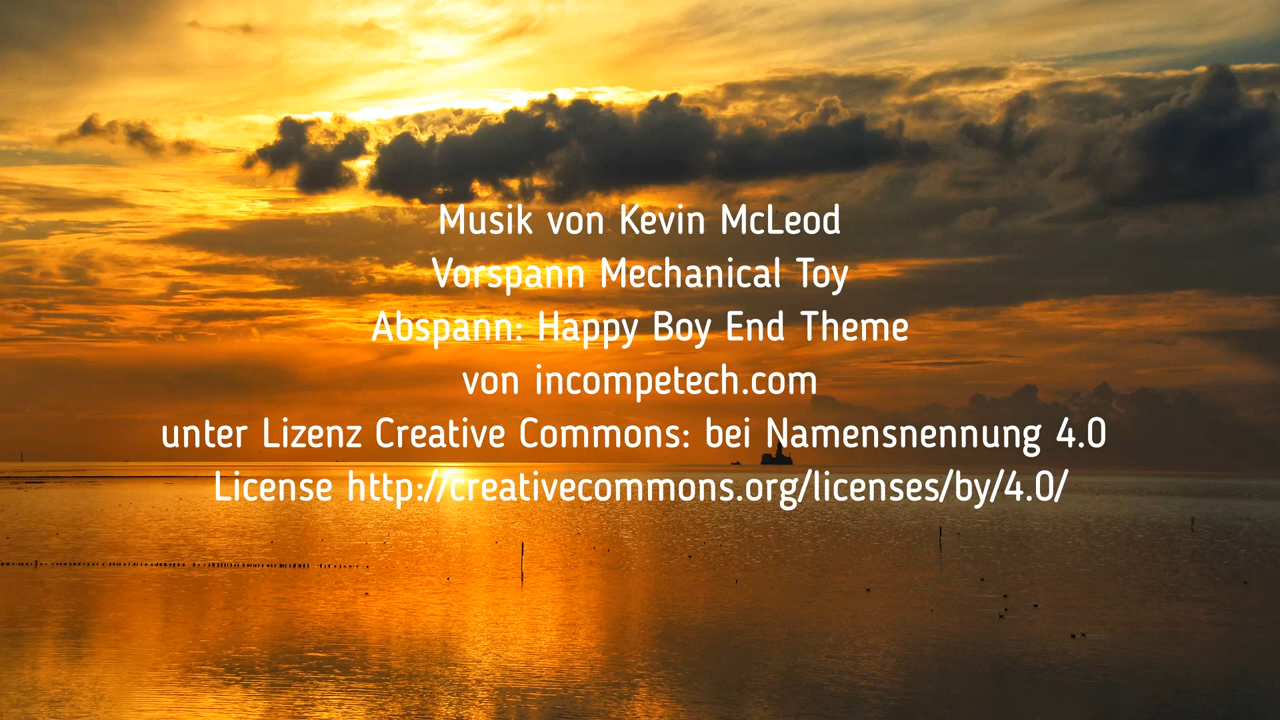 Musik von Kevin McLeod
Vorspann Mechanical Toy
Abspann: Happy Boy End Theme
von incompetech.com
unter Lizenz Creative Commons: bei Namensnennung 4.0
License http://creativecommons.org/licenses/by/4.0/